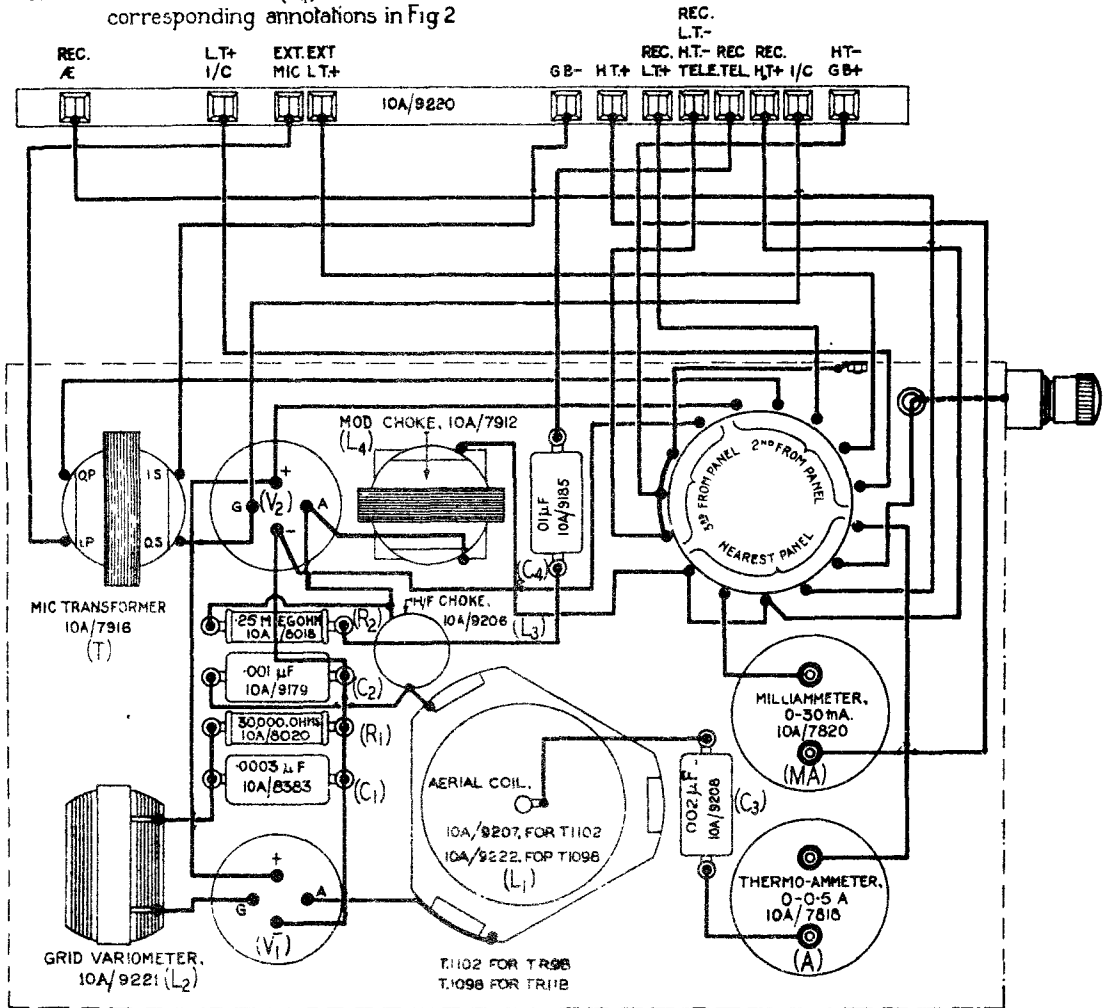 corresponding annotations in Fig 2
REC.
Æ
L.T+
I/C
EXT.
MIC
EXT
L.T.+
GB-
H.T.+
REC.
L.T+
REC.
L.T.-
H.T.-
TELE.
REC
TEL.
REC.
H.T+
I/C
HT-
GB+
10A/9220
MOD CHOKE, 10A/7912
(L4)
OP
I.S
I.P
O.S
+
G
(V2)
A
-
.01 µF
10A/9185
(C4)
3RD FROM PANEL
2ND FROM PANEL
NEAREST PANEL
MIC TRANSFORMER
10A/7916
(T)
H/F CHOKE,
10A/9206
(L3)
.25 MEGOHM
10A/8018
(R2)
.001 µF
10A/9179
(C2)
30,000.OHMS
10A/8020
(R1)
.0003 µF
10A/8383
(C1)
MILLIAMMETER,
0-30 mA.
10A/7820
(MA)
AERIAL COIL.
10A/9207, FOR T1102
10A/9222, FOR T1098
(L1)
.002 µF
10A/9208
(C3)
+
G
A
-
(V1)
THERMO-AMMETER,
0-0.5 A
10A/7818
(A)
GRID VARIOMETER.
10A/9221 (L2)
T.1102 FOR TR9B
T.1098 FOR TR11B